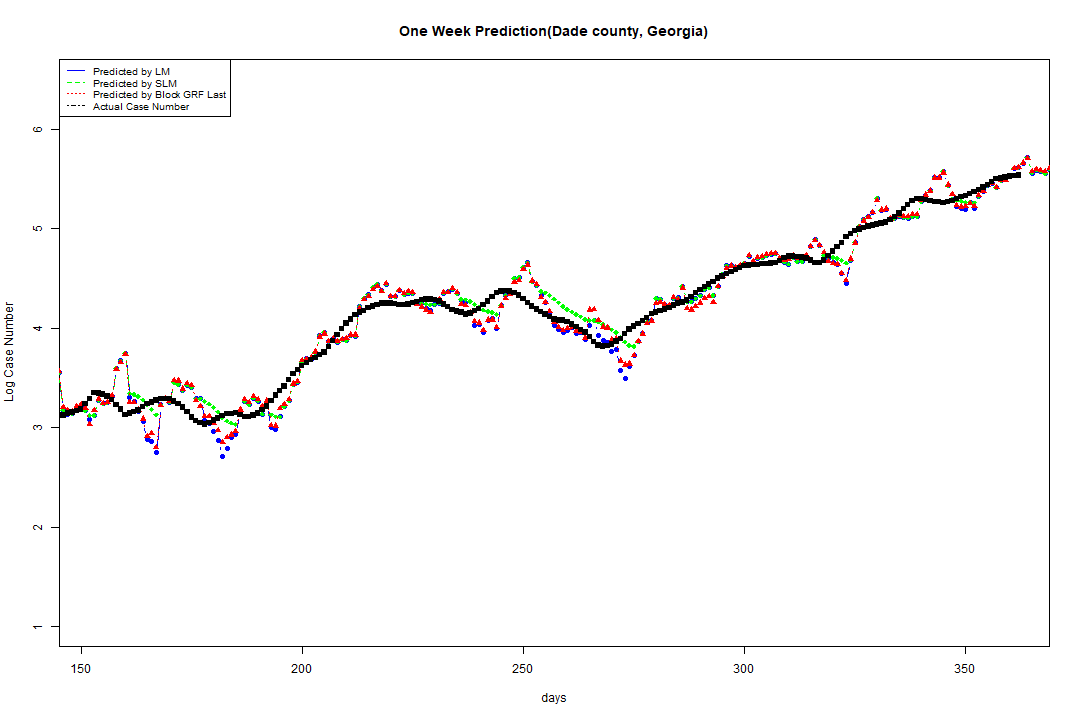 One Week Prediction(Dade county, Georgia)
Predicted by LM
Predicted by SLM
Predicted by Block GRF Last
Actual Case Number
Log Case Number
6
5
4
3
2
1
150 200 250 300 350
days